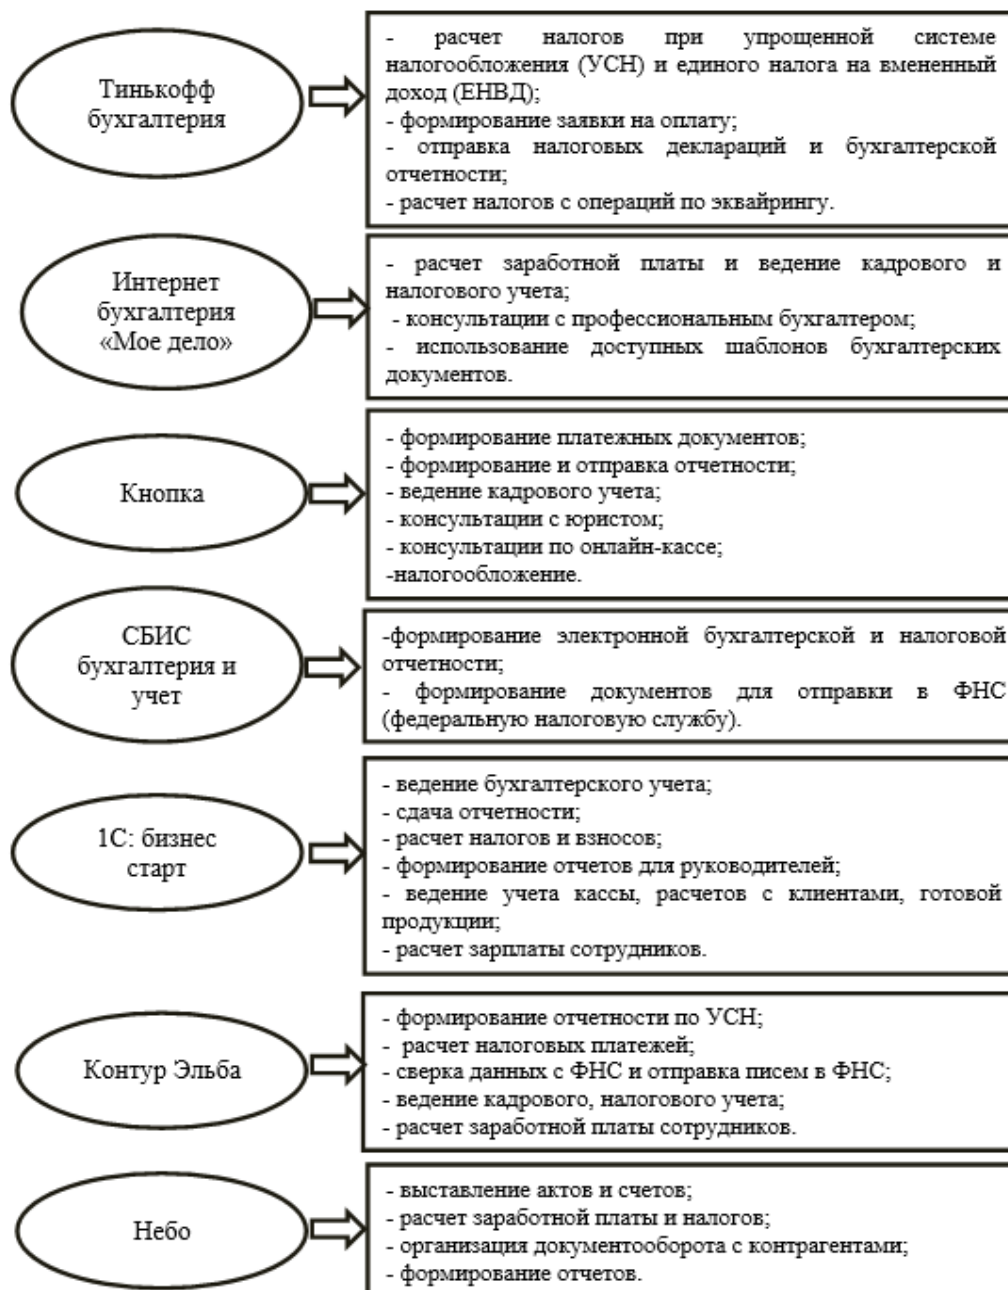 Тинькофф
бухгалтерия
- расчет налогов при упрощенной системе
налогообложения (УСН) и единого налога на вмененный
доход (ЕНВД);
- формирование заявки на оплату;
- отправка налоговых деклараций и бухгалтерской
отчетности;
- расчет налогов с операций по эквайрингу.
Интернет
бухгалтерия
«Мое дело»
- расчет заработной платы и ведение кадрового и
налогового учета;
- консультации с профессиональным бухгалтером;
- использование доступных шаблонов бухгалтерских
документов.
Кнопка
- формирование платежных документов;
- формирование и отправка отчетности;
- ведение кадрового учета;
- консультации с юристом;
- консультации по онлайн-кассе;
-налогообложение.
СБИС
бухгалтерия и
учет
-формирование электронной бухгалтерской и налоговой
отчетности;
- формирование документов для отправки в ФНС
(федеральную налоговую службу).
1С: бизнес
старт
- ведение бухгалтерского учета;
- сдача отчетности;
- расчет налогов и взносов;
- формирование отчетов для руководителей;
- ведение учета кассы, расчетов с клиентами, готовой
продукции;
- расчет зарплаты сотрудников.
Контур Эльба
- формирование отчетности по УСН;
- расчет налоговых платежей;
- сверка данных с ФНС и отправка писем в ФНС;
- ведение кадрового, налогового учета;
- расчет заработной платы сотрудников.
Небо
- выставление актов и счетов;
- расчет заработной платы и налогов;
- организация документооборота с контрагентами;
- формирование отчетов.